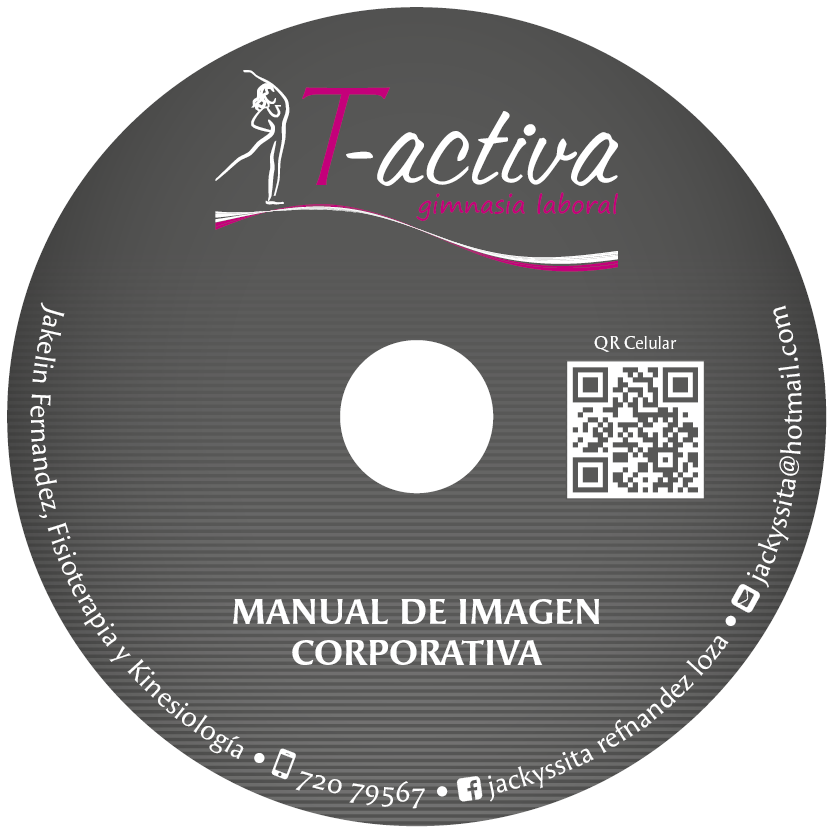 T-activa
gimnasia laboral
QR Celular
MANUAL DE IMAGEN
CORPORATIVA
Jakelin Fernandez, Fisioterapia y Kinesiología • 720 79567 • jackyssita refnandez loza • jackyssita@hotmail.com